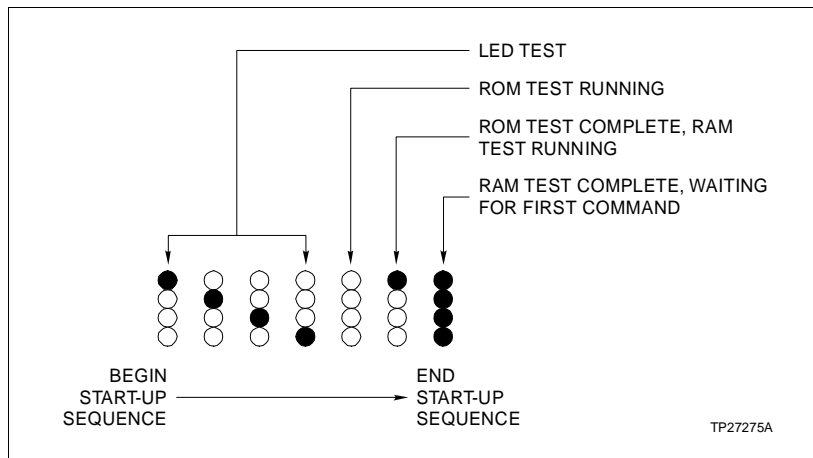 LED TEST
ROM TEST RUNNING
ROM TEST COMPLETE, RAM
TEST RUNNING
RAM TEST COMPLETE, WAITING
FOR FIRST COMMAND
BEGIN
START-UP
SEQUENCE
END
START-UP
SEQUENCE
TP27275A